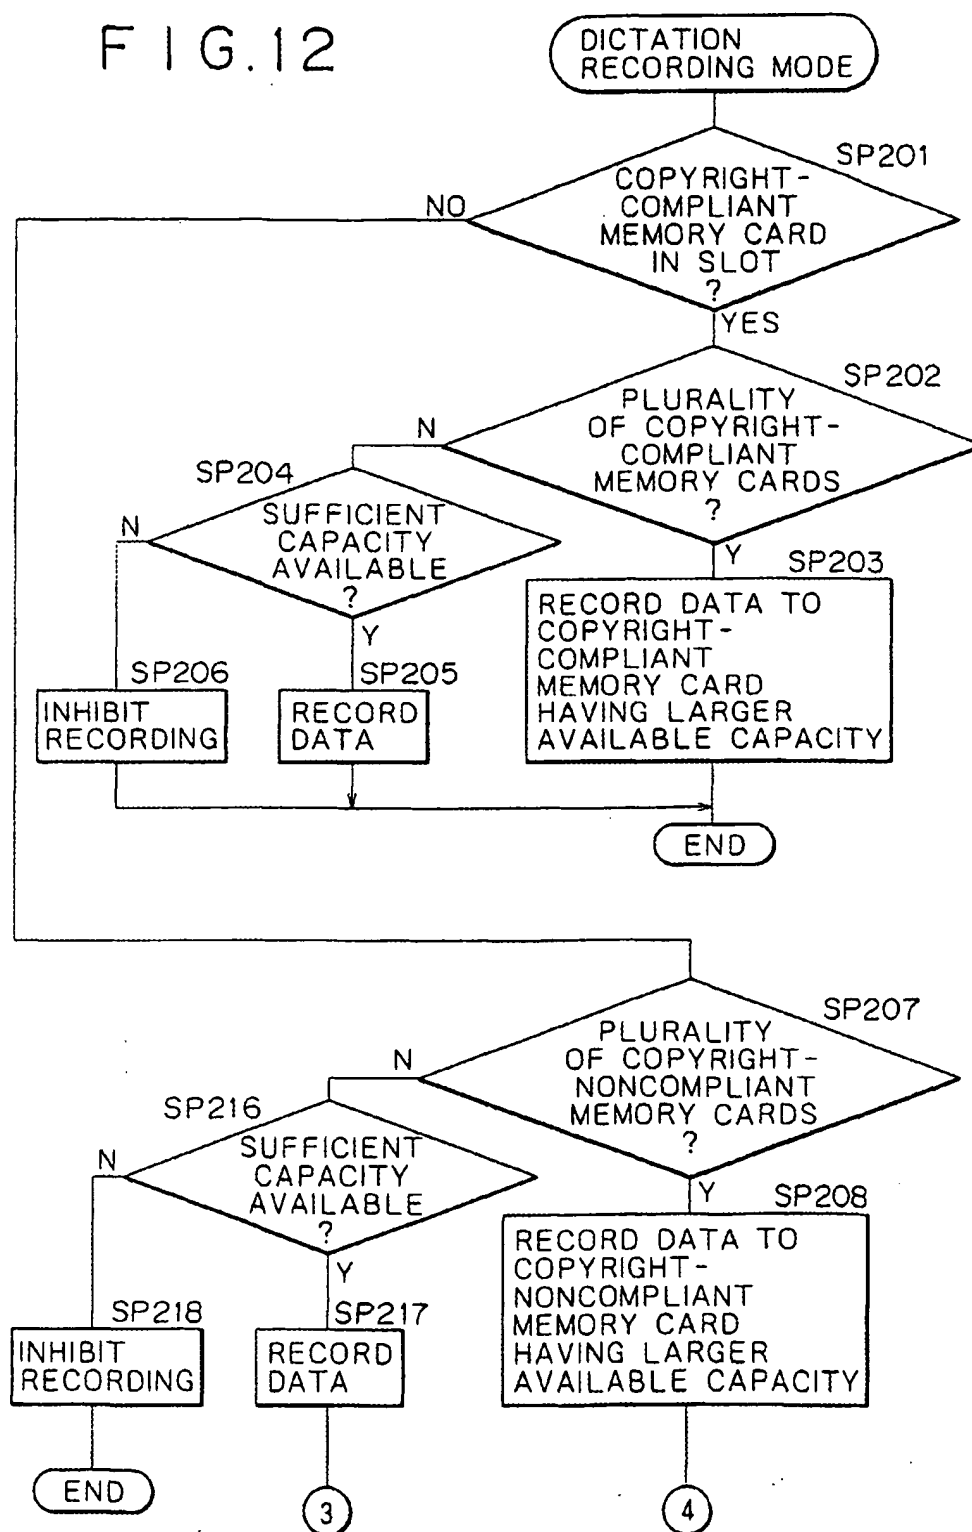 FIG.12
DICTATION
RECORDING MODE
SP201
COPYRIGHT-
COMPLIANT
MEMORY CARD
IN SLOT
?
NO
YES
SP202
PLURALITY
OF COPYRIGHT-
COMPLIANT
MEMORY CARDS
?
N
Y
SP204
SUFFICIENT
CAPACITY
AVAILABLE
?
N
Y
SP203
RECORD DATA TO
COPYRIGHT-
COMPLIANT
MEMORY CARD
HAVING LARGER
AVAILABLE CAPACITY
SP206
INHIBIT
RECORDING
SP205
RECORD
DATA
END
SP207
PLURALITY
OF COPYRIGHT-
NONCOMPLIANT
MEMORY CARDS
?
N
Y
SP216
SUFFICIENT
CAPACITY
AVAILABLE
?
N
Y
SP208
RECORD DATA TO
COPYRIGHT-
NONCOMPLIANT
MEMORY CARD
HAVING LARGER
AVAILABLE CAPACITY
SP218
INHIBIT
RECORDING
SP217
RECORD
DATA
END
3
4